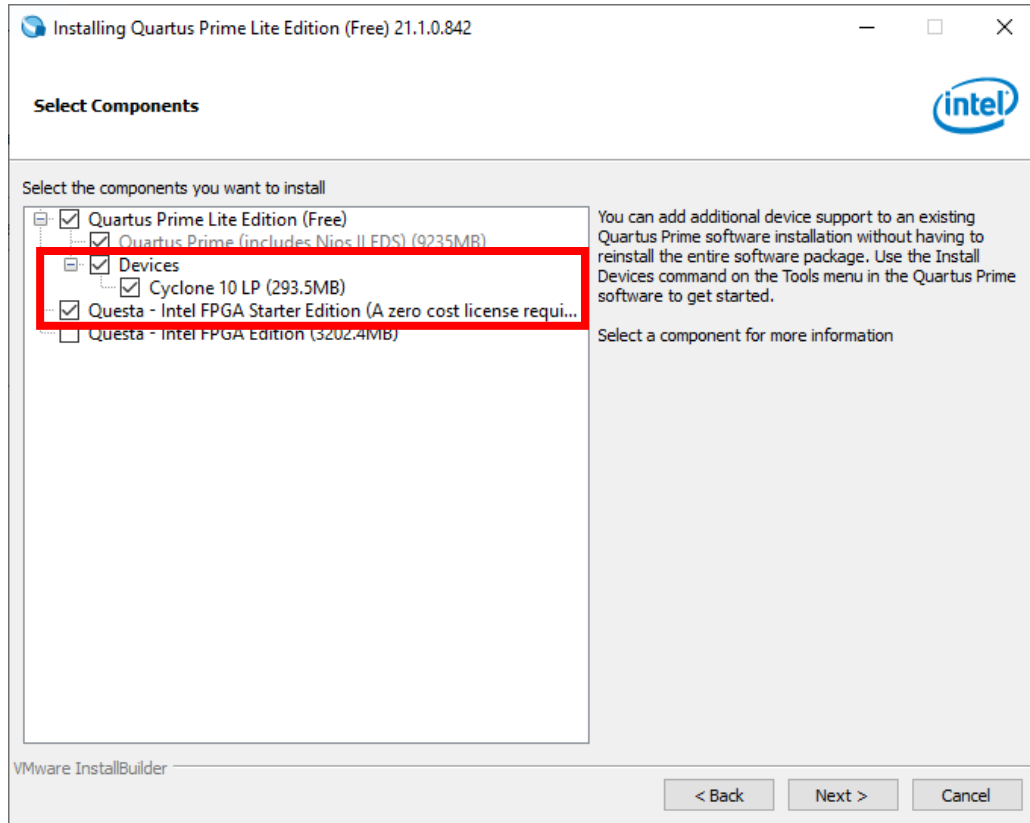 Installing Quartus Prime Lite Edition (Free) 21.1.0.842
Select Components
intel
Select the components you want to install
Quartus Prime Lite Edition (Free)
Quartus Prime (includes Nios II EDS) (9235MB)
Devices
Cyclone 10 LP (293.5MB)
Questa - Intel FPGA Starter Edition (A zero cost license requi...
Questa - Intel FPGA Edition (3202.4MB)
You can add additional device support to an existing
Quartus Prime software installation without having to
reinstall the entire software package. Use the Install
Devices command on the Tools menu in the Quartus Prime
software to get started.
Select a component for more information
VMware InstallBuilder
< Back
Next >
Cancel